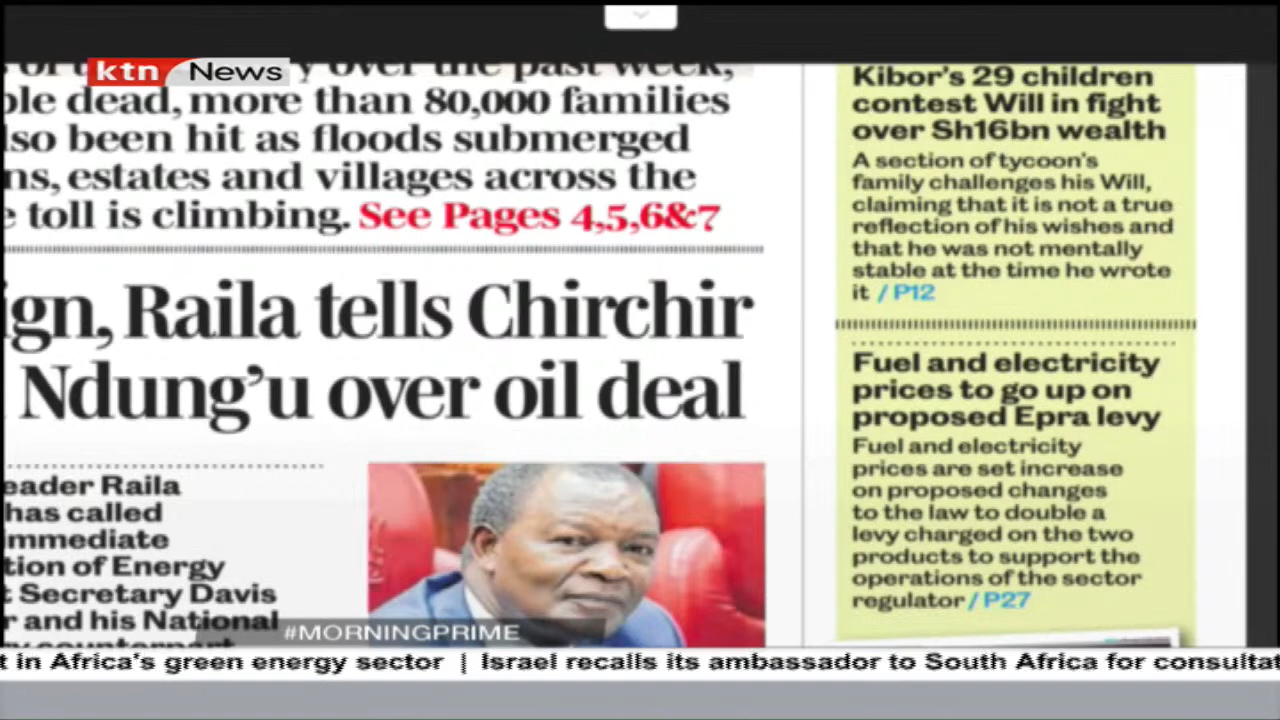 ktn News
over the past week,
ble dead, more than 80,000 families
lso been hit as floods submerged
ns, estates and villages across the
e toll is climbing. See Pages 4,5,6&7
ign, Raila tells Chirchir
Ndung'u over oil deal
eader Raila
has called
immediate
tion of Energy
t Secretary Davis
r and his National
Kibor's 29 children
contest Will in fight
over Sh16bn wealth
A section of tycoon's
family challenges his Will,
claiming that it is not a true
reflection of his wishes and
that he was not mentally
stable at the time he wrote
it / P12
Fuel and electricity
prices to go up on
proposed Epra levy
Fuel and electricity
prices are set increase
on proposed changes
to the law to double a
levy charged on the two
products to support the
operations of the sector
regulator / P27
#MORNINGPRIME
t in Africa's green energy sector | Israel recalls its ambassador to South Africa for consultat